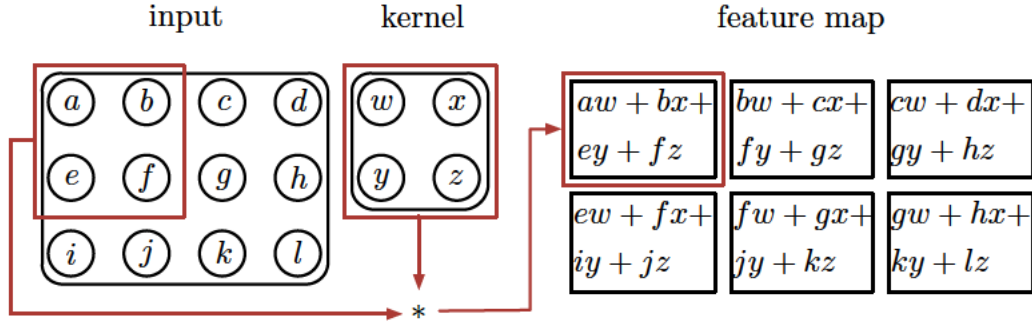 input kernel feature map
a b c d w x aw + bx+ bw + cx+ cw + dx+
e f g h y z ey + fz fy + gz gy + hz
i j k l ew + fx+ fw + gx+ gw + hx+
iy + jz jy + kz ky + lz
*